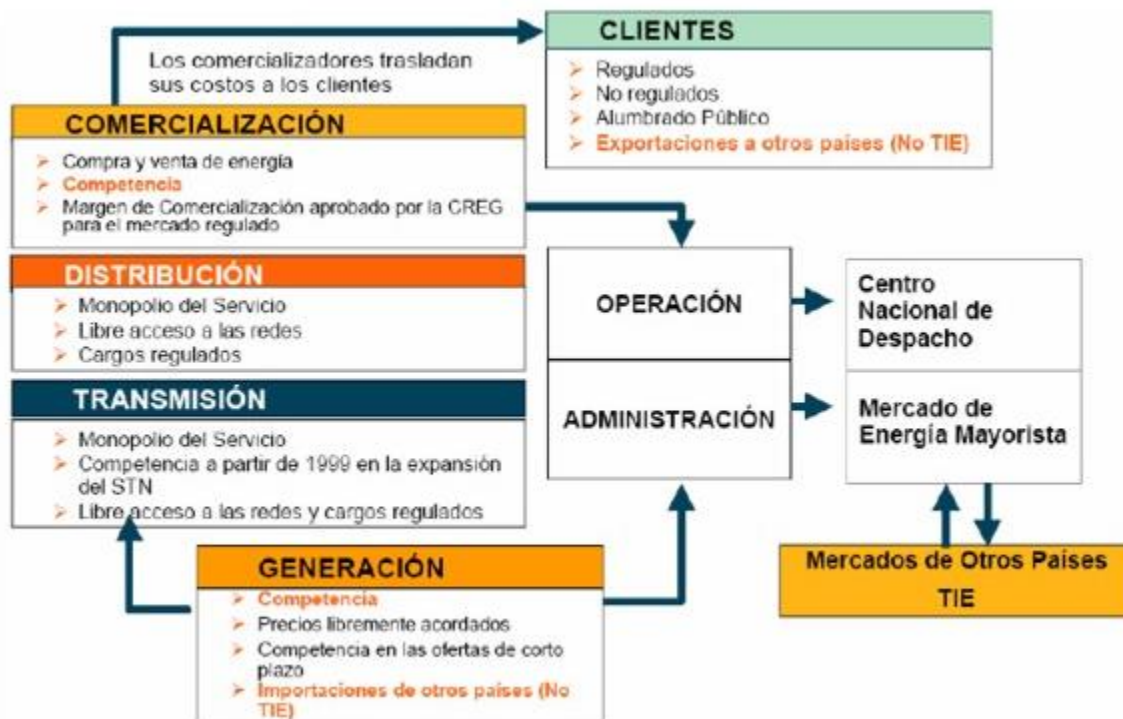 CLIENTES
Regulados
No regulados
Alumbrado Público
Exportaciones a otros países (No TIE)
Los comercializadores trasladan
sus costos a los clientes
COMERCIALIZACIÓN
Compra y venta de energía
Competencia
Margen de Comercialización aprobado por la CREG
para el mercado regulado
DISTRIBUCIÓN
Monopolio del Servicio
Libre acceso a las redes
Cargos regulados
TRANSMISIÓN
Monopolio del Servicio
Competencia a partir de 1999 en la expansión
del STN
Libre acceso a las redes y cargos regulados
GENERACIÓN
Competencia
Precios libremente acordados
Competencia en las ofertas de corto
plazo
Importaciones de otros países (No
TIE)
OPERACIÓN
ADMINISTRACIÓN
Centro
Nacional de
Despacho
Mercado de
Energía Mayorista
Mercados de Otros Países
TIE